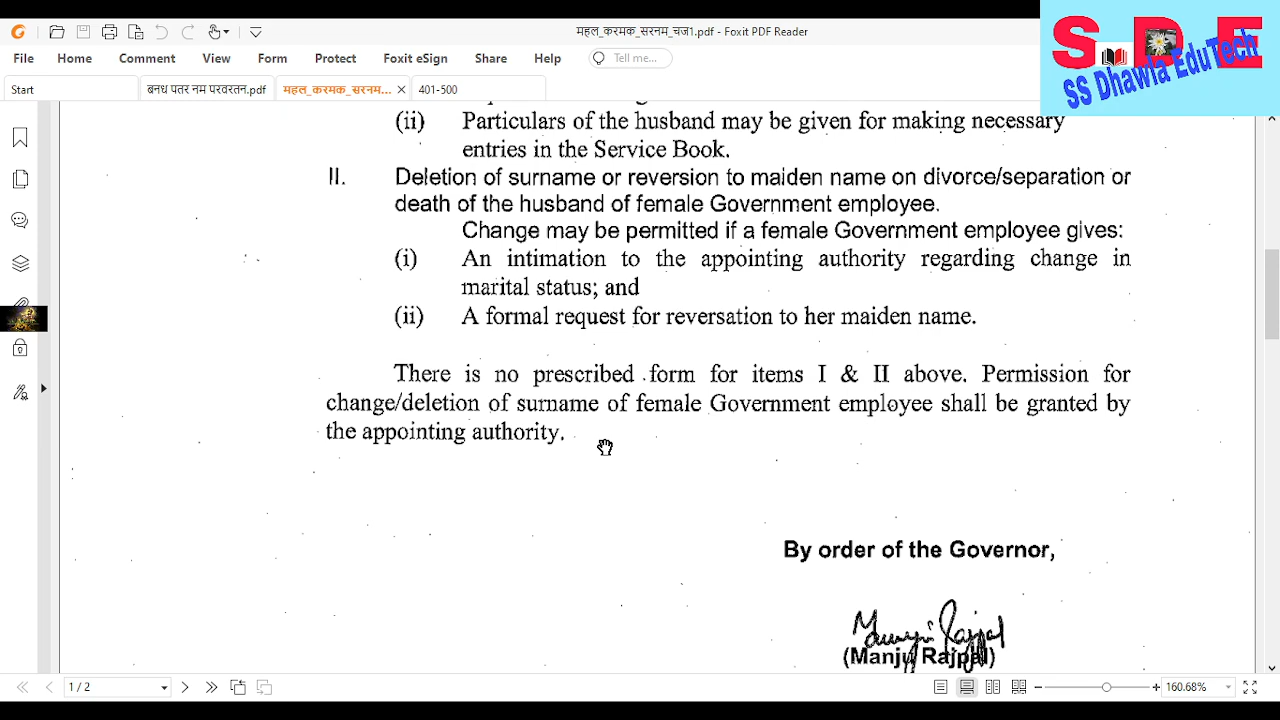 महल_करमक_सरनम_चज1.pdf - Foxit PDF Reader
File Home Comment View Form Protect Foxit eSign Share Help Tell me...
SDE
SS Dhawla EduTech
Start बनध पतर नम परवरतन.pdf महल_करमक_सरनम... 401-500
(ii) Particulars of the husband may be given for making necessary
entries in the Service Book.
II. Deletion of surname or reversion to maiden name on divorce/separation or
death of the husband of female Government employee.
Change may be permitted if a female Government employee gives:
(i) An intimation to the appointing authority regarding change in
marital status; and
(ii) A formal request for reversation to her maiden name.
There is no prescribed form for items I & II above. Permission for
change/deletion of surname of female Government employee shall be granted by
the appointing authority.
By order of the Governor,
Manju Rajpal
(Manju Rajpal)
1 / 2
160.68%